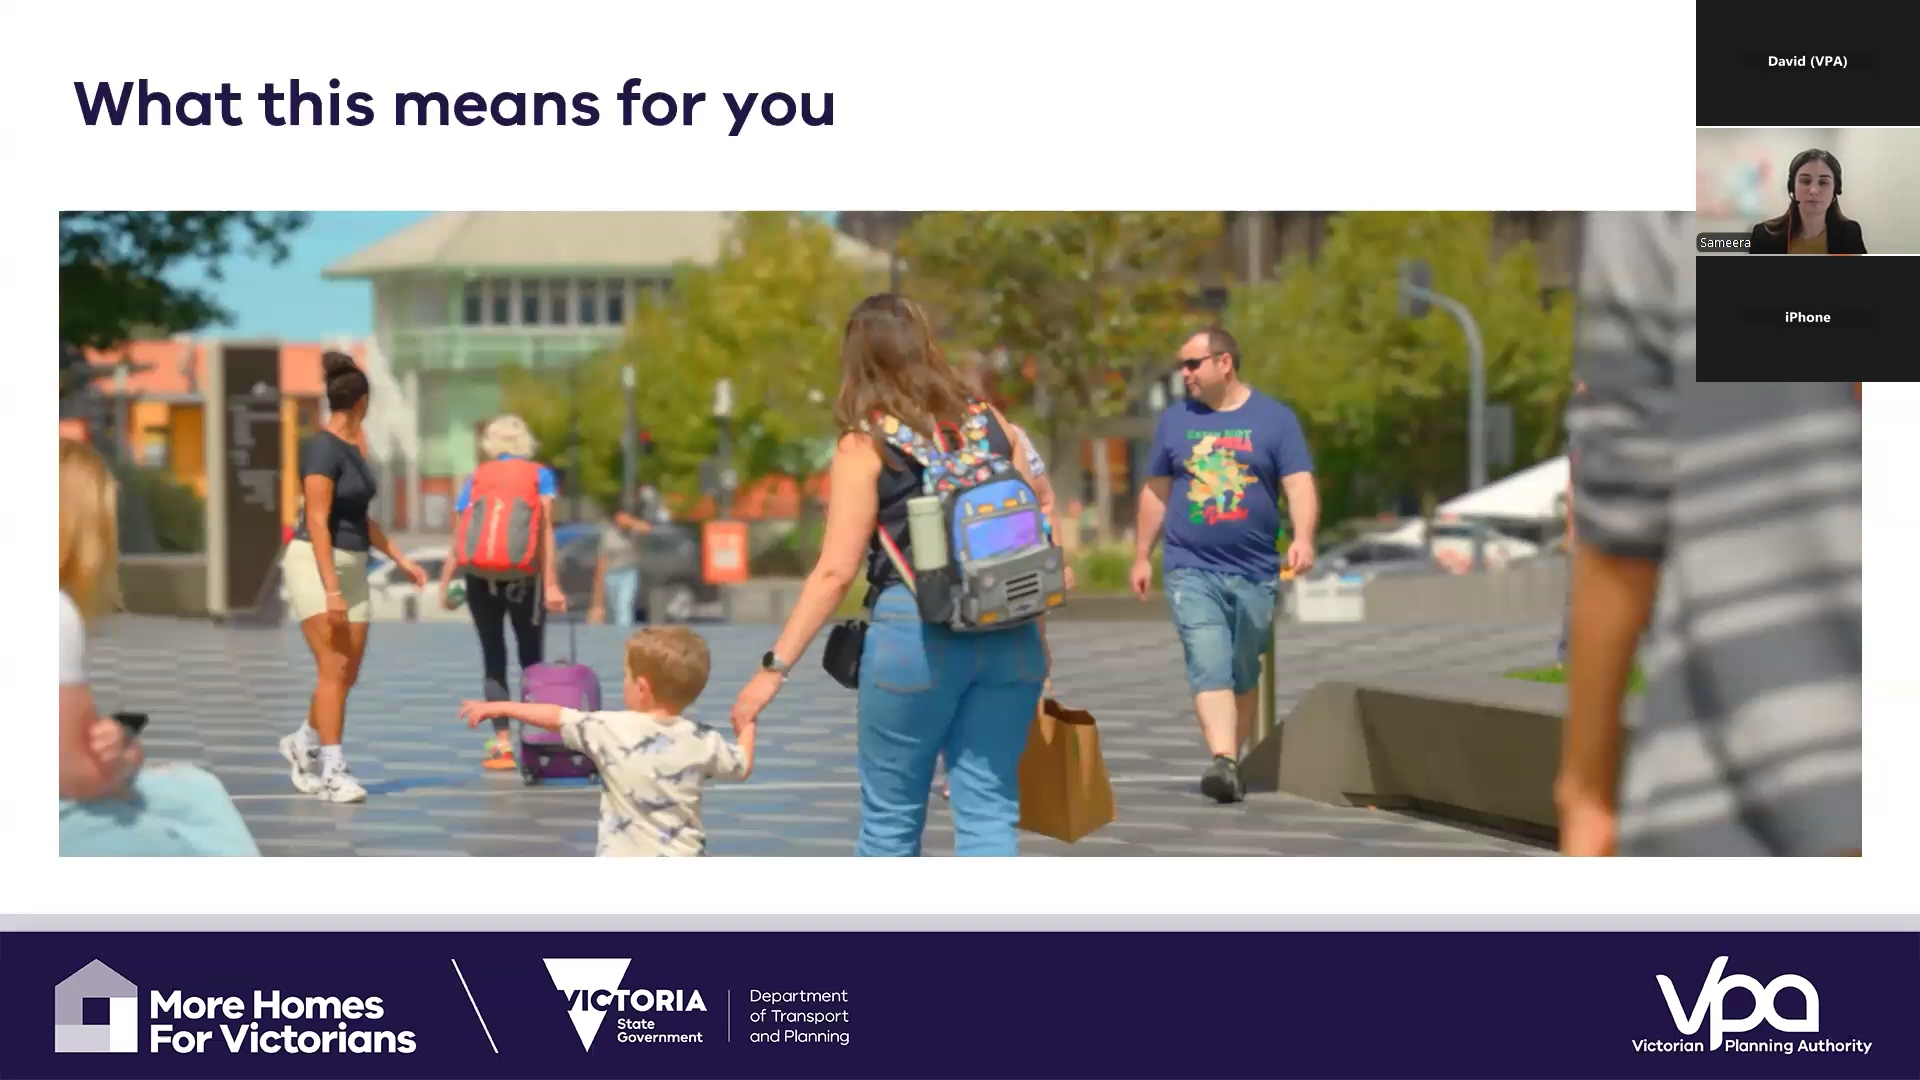 What this means for you
David (VPA)
Sameera
iPhone
More Homes
For Victorians
VICTORIA
State
Government
Department
of Transport
and Planning
vpa
Victorian Planning Authority